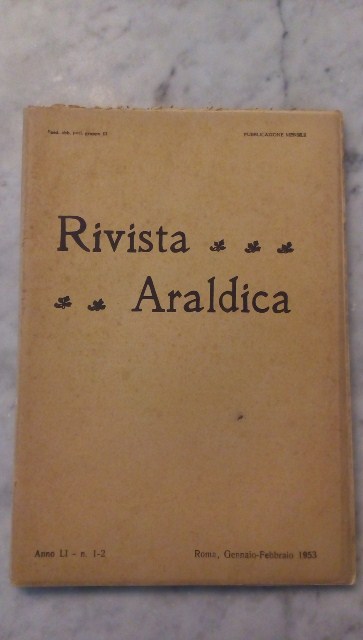 PUBBLICAZIONE MENSILE
Rivista
Araldica
Anno LI - n. 1-2
Roma, Gennaio-Febbraio 1953